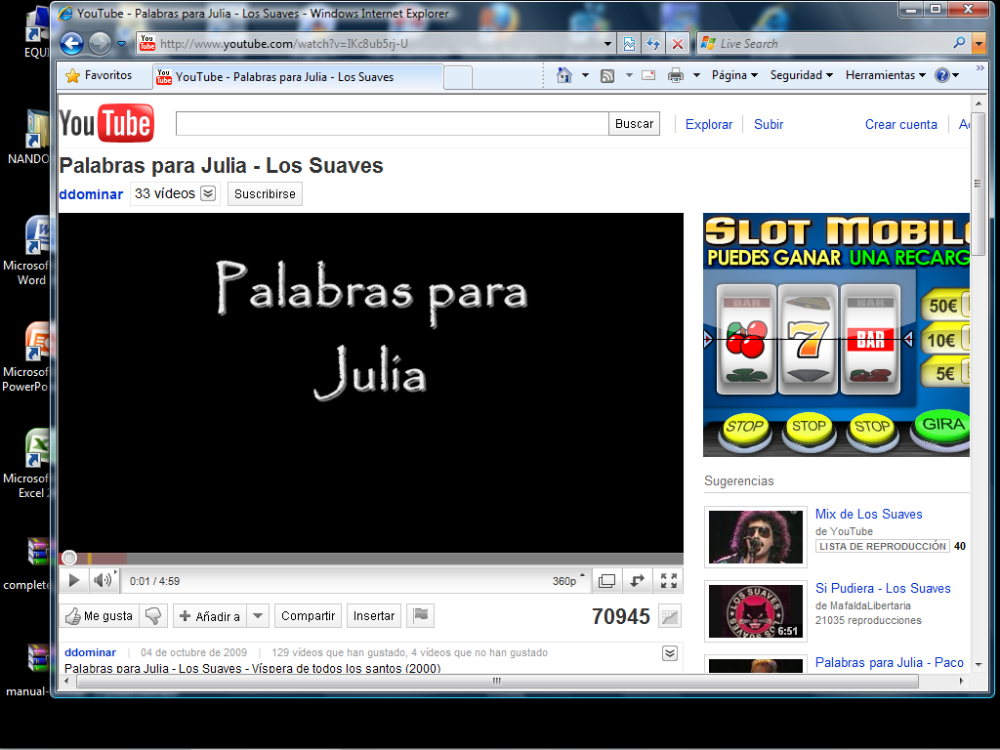 YouTube - Palabras para Julia - Los Suaves - Windows Internet Explorer
http://www.youtube.com/watch?v=IKc8ub5rj-U
Live Search
Favoritos
YouTube - Palabras para Julia - Los Suaves
Página
Seguridad
Herramientas
YouTube
Buscar
Explorar
Subir
Crear cuenta
Palabras para Julia - Los Suaves
ddominar
33 vídeos
Suscribirse
Palabras para
Julia
SLOT MOBIL
PUEDES GANAR UNA RECARG
BAR BAR
7 BAR
50€
10€
5€
STOP STOP STOP GIRA
Sugerencias
Mix de Los Suaves
de YouTube
LISTA DE REPRODUCCIÓN 40
LOS SUAVES
6:51
Si Pudiera - Los Suaves
de MafaldaLibertaria
21035 reproducciones
Palabras para Julia - Paco
0:01 / 4:59
360p
Me gusta
Añadir a
Compartir
Insertar
70945
ddominar
04 de octubre de 2009
129 vídeos que han gustado, 4 vídeos que no han gustado
Palabras para Julia - Los Suaves - Víspera de todos los santos (2000)
EQUI
NANDO
Microsof
Word
Microsof
PowerPo
Microsof
Excel
complete
manual-